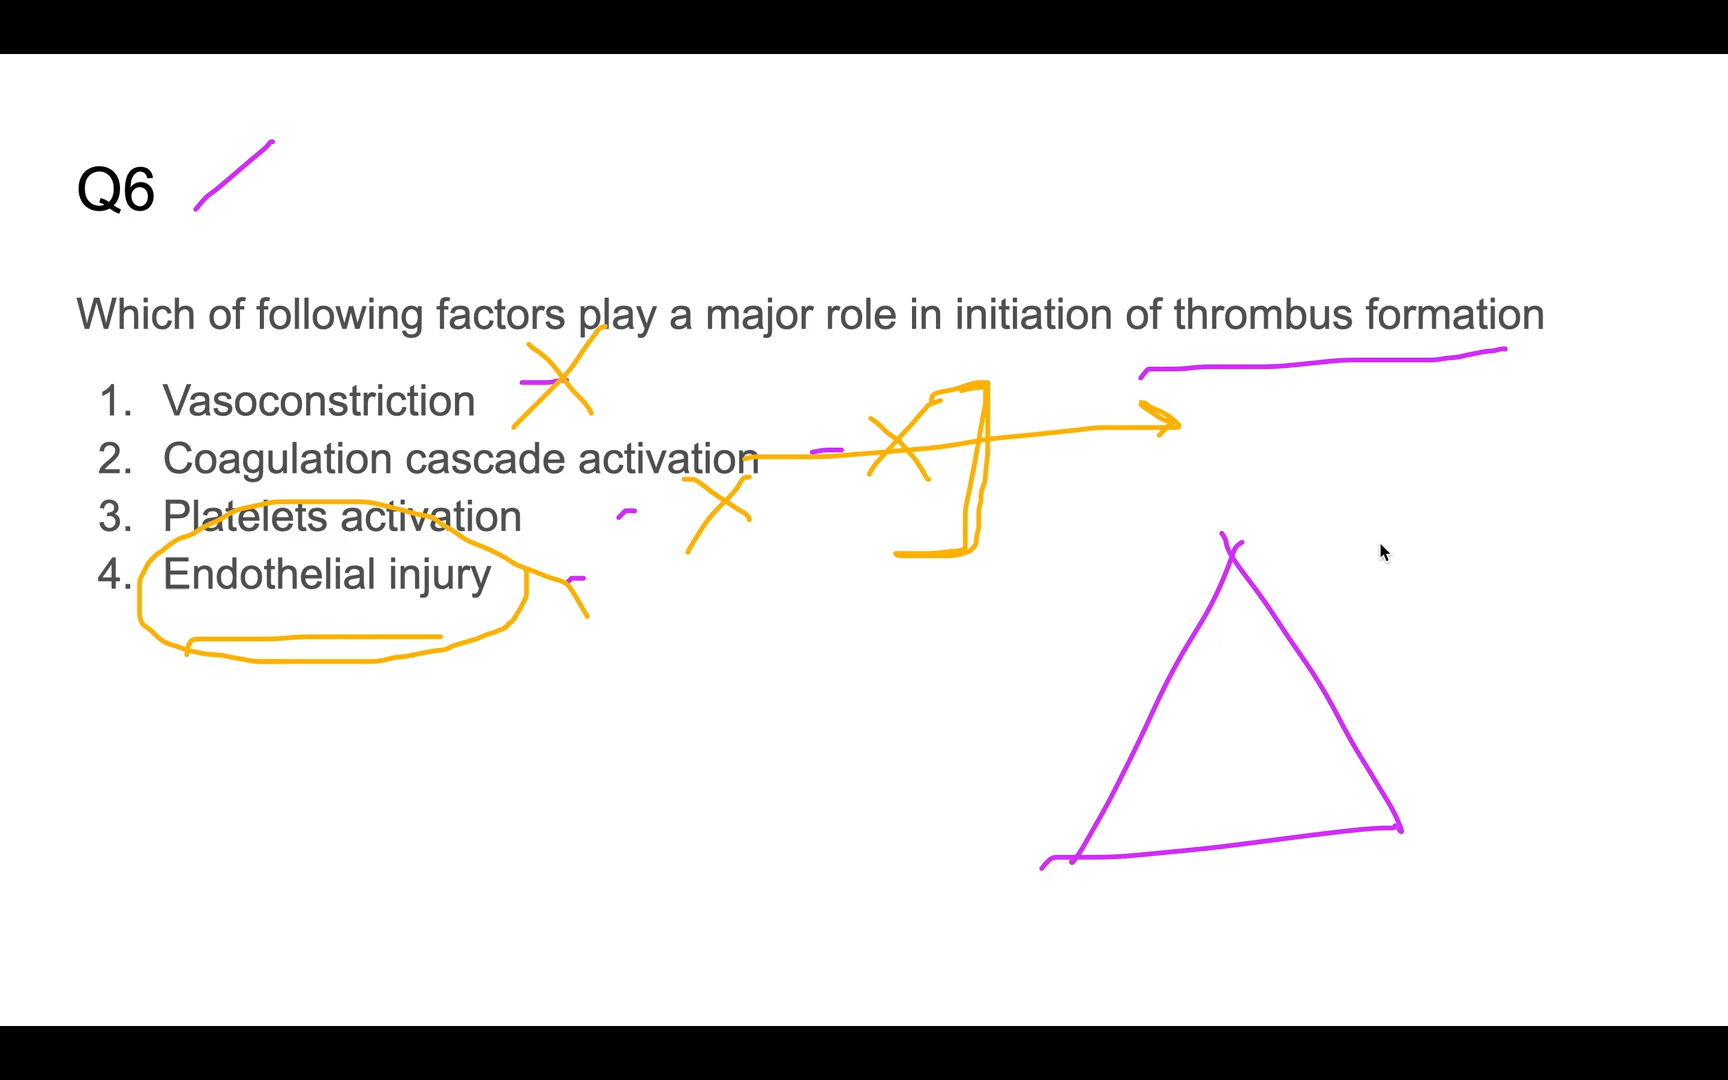 Q6
Which of following factors play a major role in initiation of thrombus formation
1. Vasoconstriction
2. Coagulation cascade activation
3. Platelets activation
4. Endothelial injury